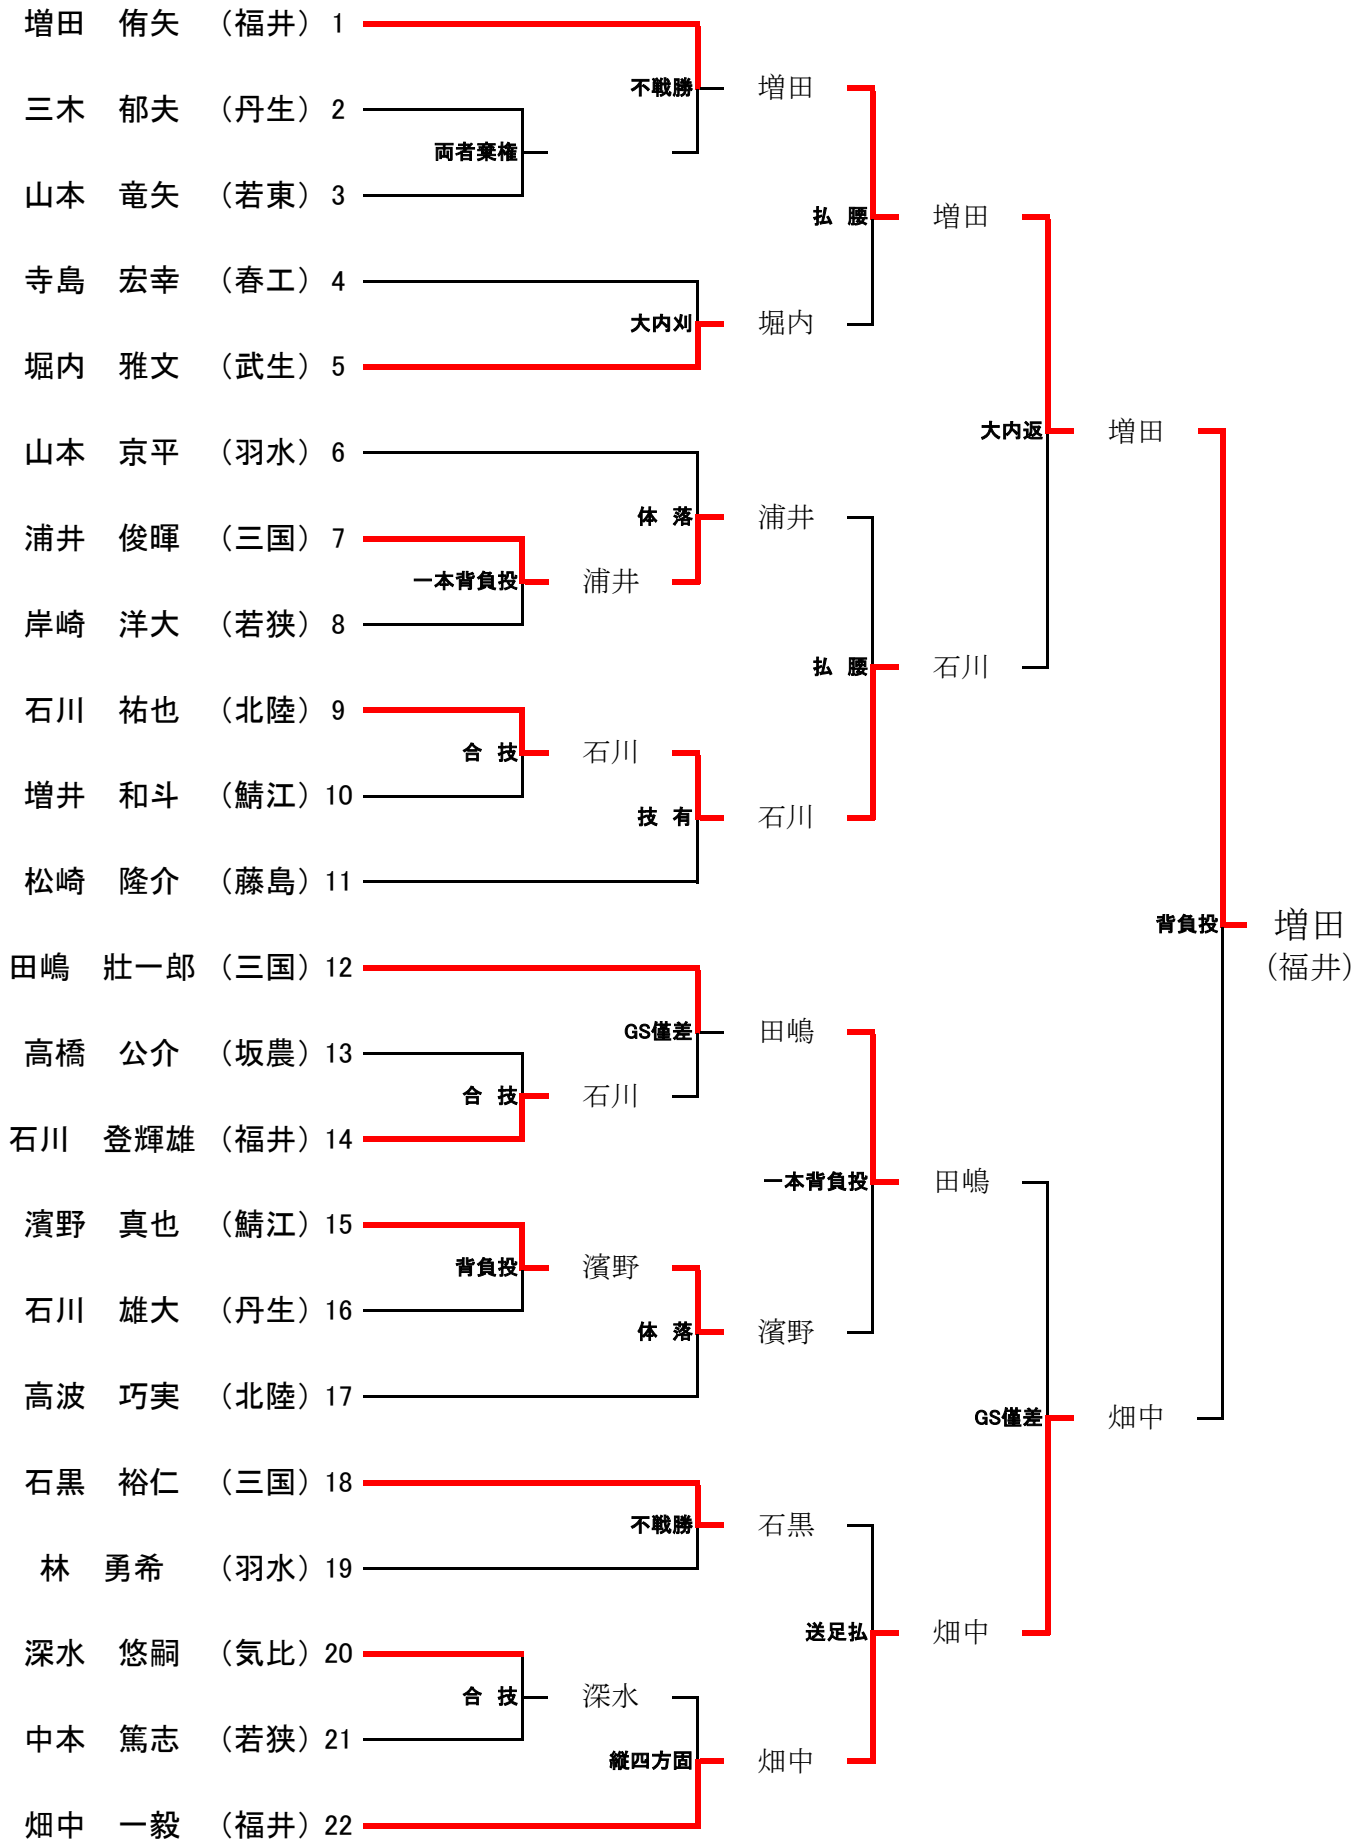 増田 侑矢 （福井） 1
不戦勝 増田
三木 郁夫 （丹生） 2
両者棄権
山本 竜矢 （若東） 3
払 腰 増田
寺島 宏幸 （春工） 4
大内刈 堀内
堀内 雅文 （武生） 5
大内返 増田
山本 京平 （羽水） 6
体 落 浦井
浦井 俊暉 （三国） 7
一本背負投 浦井
岸崎 洋大 （若狭） 8
払 腰 石川
石川 祐也 （北陸） 9
合 技 石川
増井 和斗 （鯖江） 10
技 有 石川
松崎 隆介 （藤島） 11
背負投 増田
（福井）
田嶋 壯一郎 （三国） 12
GS僅差 田嶋
高橋 公介 （坂農） 13
合 技 石川
石川 登輝雄 （福井） 14
一本背負投 田嶋
濱野 真也 （鯖江） 15
背負投 濱野
石川 雄大 （丹生） 16
体 落 濱野
高波 巧実 （北陸） 17
GS僅差 畑中
石黒 裕仁 （三国） 18
不戦勝 石黒
林 勇希 （羽水） 19
送足払 畑中
深水 悠嗣 （気比） 20
合 技 深水
中本 篤志 （若狭） 21
縦四方固 畑中
畑中 一毅 （福井） 22